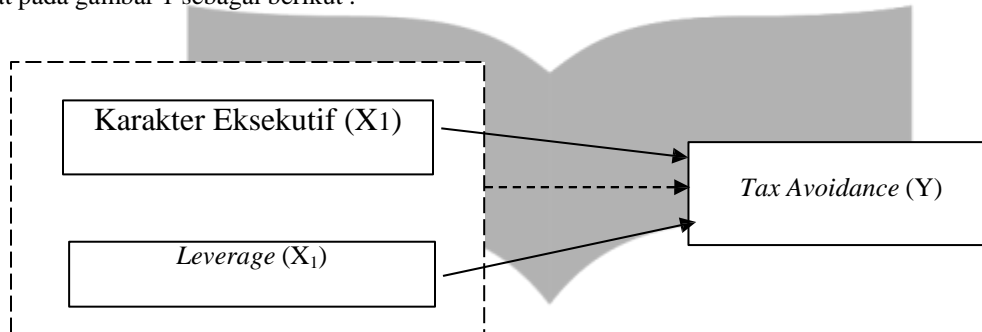 at pada gambar 1 sebagai berikut :
Karakter Eksekutif (X1)
Tax Avoidance (Y)
Leverage (X₁)